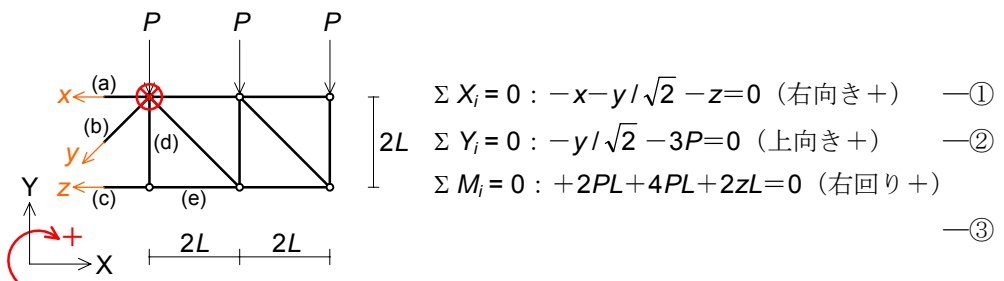 P P P
(a)
x
(b)
(d)
y
z
(c)
(e)
2L
Y
+
X
2L 2L
Σ Xᵢ = 0 : −x−y/√2 −z=0（右向き+） —①
Σ Yᵢ = 0 : −y/√2 −3P=0（上向き+） —②
Σ Mᵢ = 0 : +2PL+4PL+2zL=0（右回り+）
—③